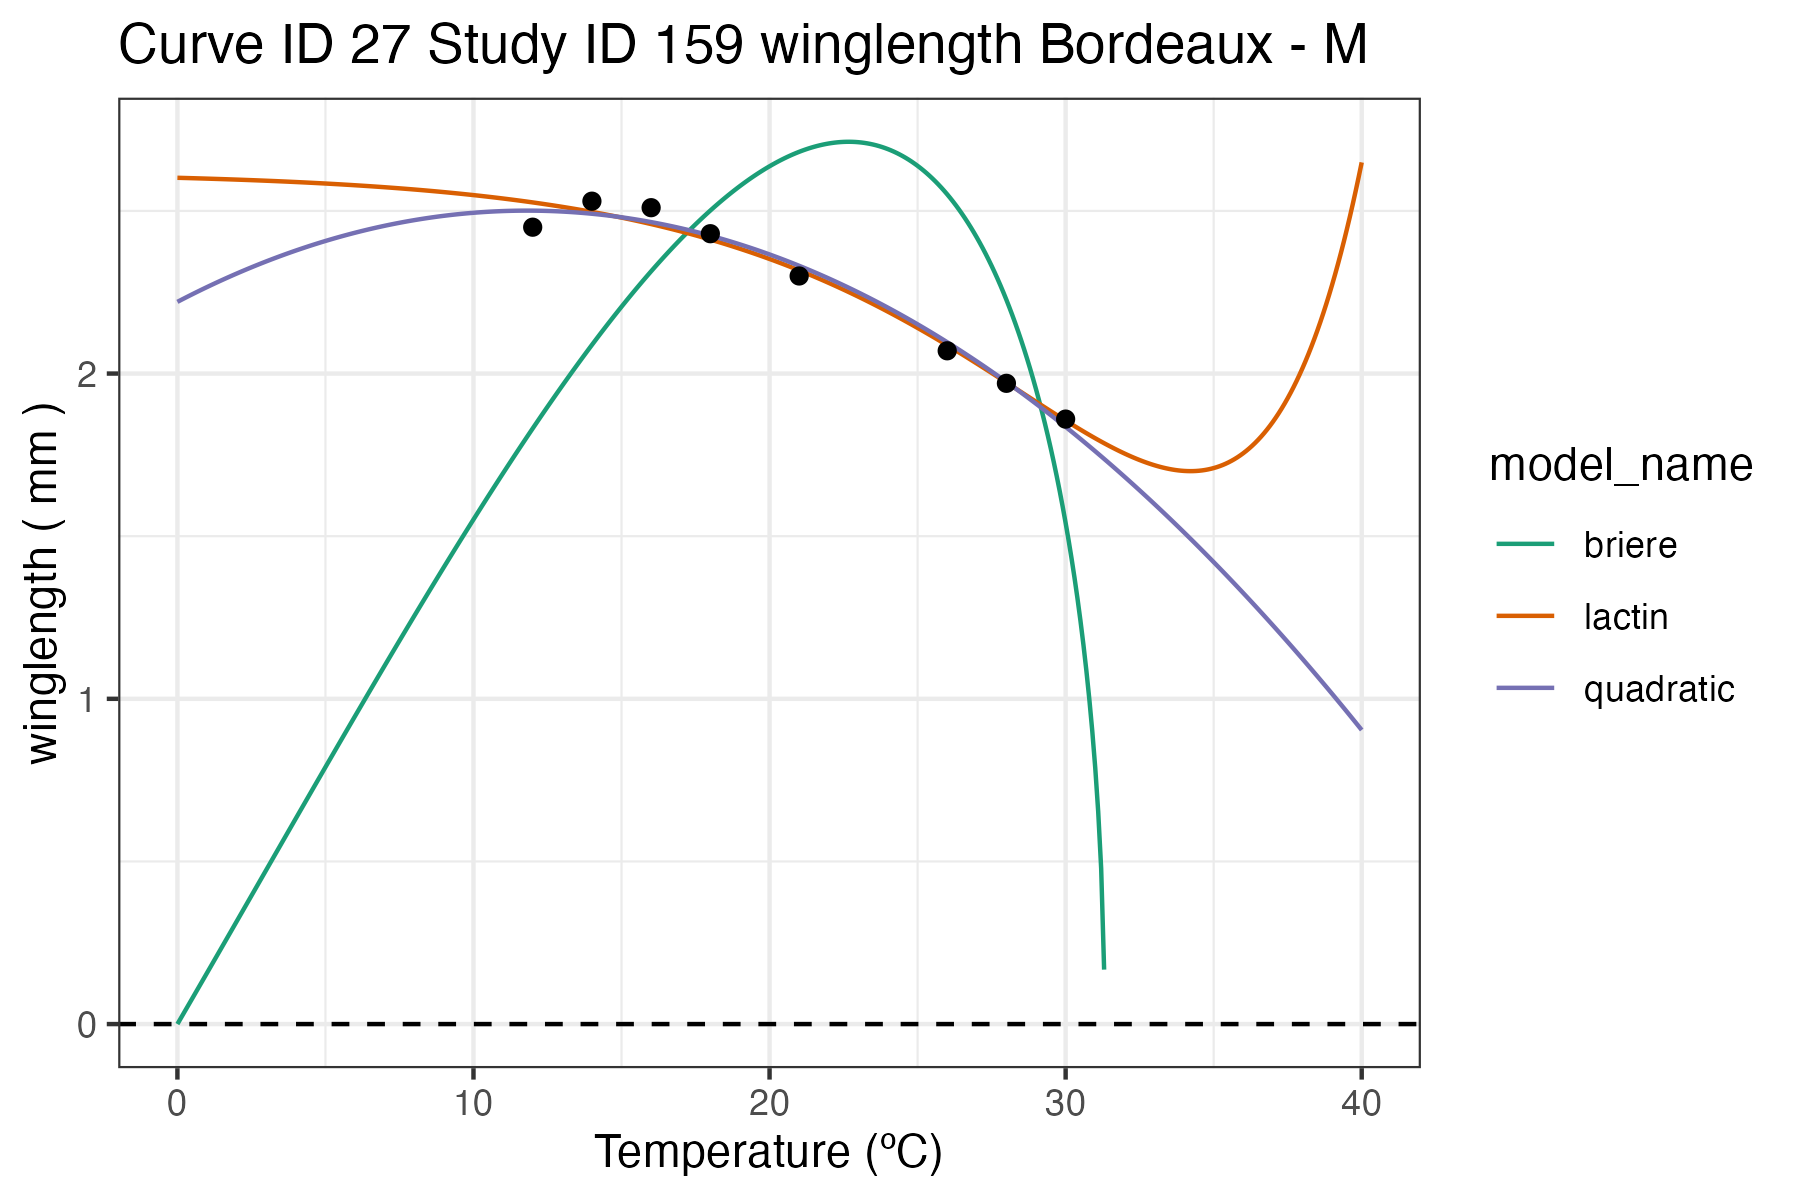 Curve ID 27 Study ID 159 winglength Bordeaux - M
winglength ( mm )
2
1
0
0 10 20 30 40
Temperature (ºC)
model_name
briere
lactin
quadratic